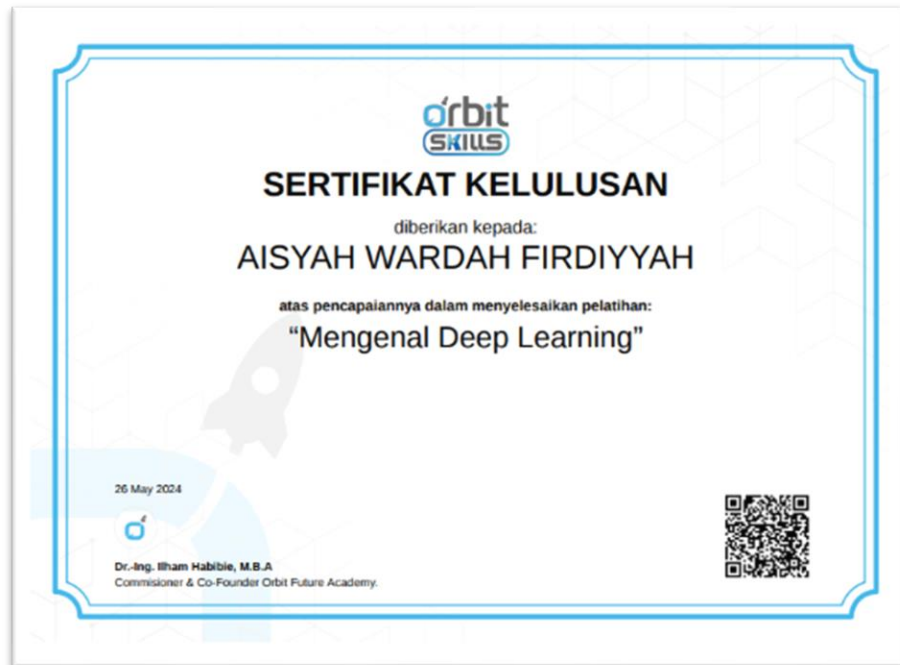 orbit
SKILLS
SERTIFIKAT KELULUSAN
diberikan kepada:
AISYAH WARDAH FIRDIYYAH
atas pencapaiannya dalam menyelesaikan pelatihan:
“Mengenal Deep Learning”
26 May 2024
Dr.-Ing. Ilham Habibie, M.B.A
Commisioner & Co-Founder Orbit Future Academy.